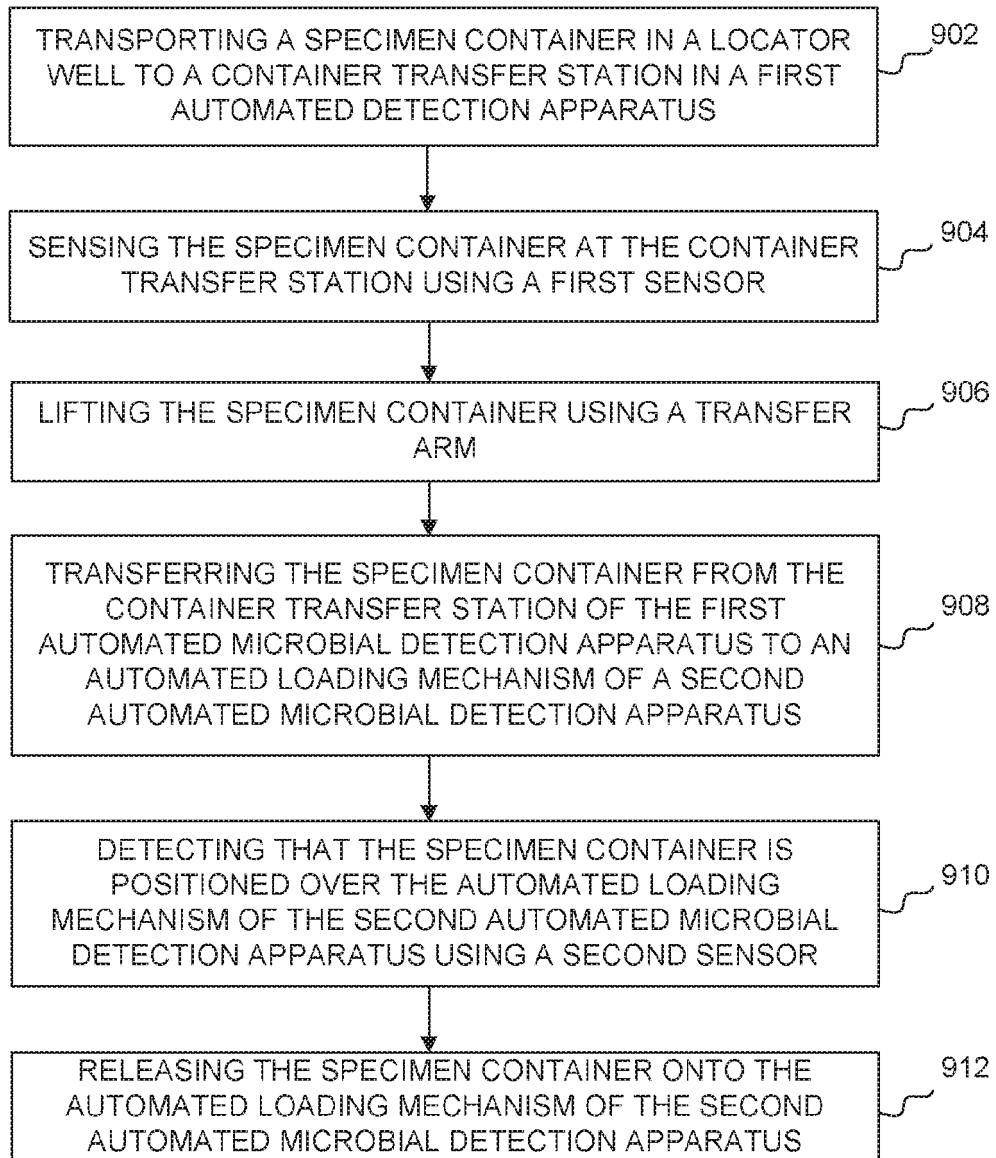 TRANSPORTING A SPECIMEN CONTAINER IN A LOCATOR
WELL TO A CONTAINER TRANSFER STATION IN A FIRST
AUTOMATED DETECTION APPARATUS
902
SENSING THE SPECIMEN CONTAINER AT THE CONTAINER
TRANSFER STATION USING A FIRST SENSOR
904
LIFTING THE SPECIMEN CONTAINER USING A TRANSFER
ARM
906
TRANSFERRING THE SPECIMEN CONTAINER FROM THE
CONTAINER TRANSFER STATION OF THE FIRST
AUTOMATED MICROBIAL DETECTION APPARATUS TO AN
AUTOMATED LOADING MECHANISM OF A SECOND
AUTOMATED MICROBIAL DETECTION APPARATUS
908
DETECTING THAT THE SPECIMEN CONTAINER IS
POSITIONED OVER THE AUTOMATED LOADING
MECHANISM OF THE SECOND AUTOMATED MICROBIAL
DETECTION APPARATUS USING A SECOND SENSOR
910
RELEASING THE SPECIMEN CONTAINER ONTO THE
AUTOMATED LOADING MECHANISM OF THE SECOND
AUTOMATED MICROBIAL DETECTION APPARATUS
912